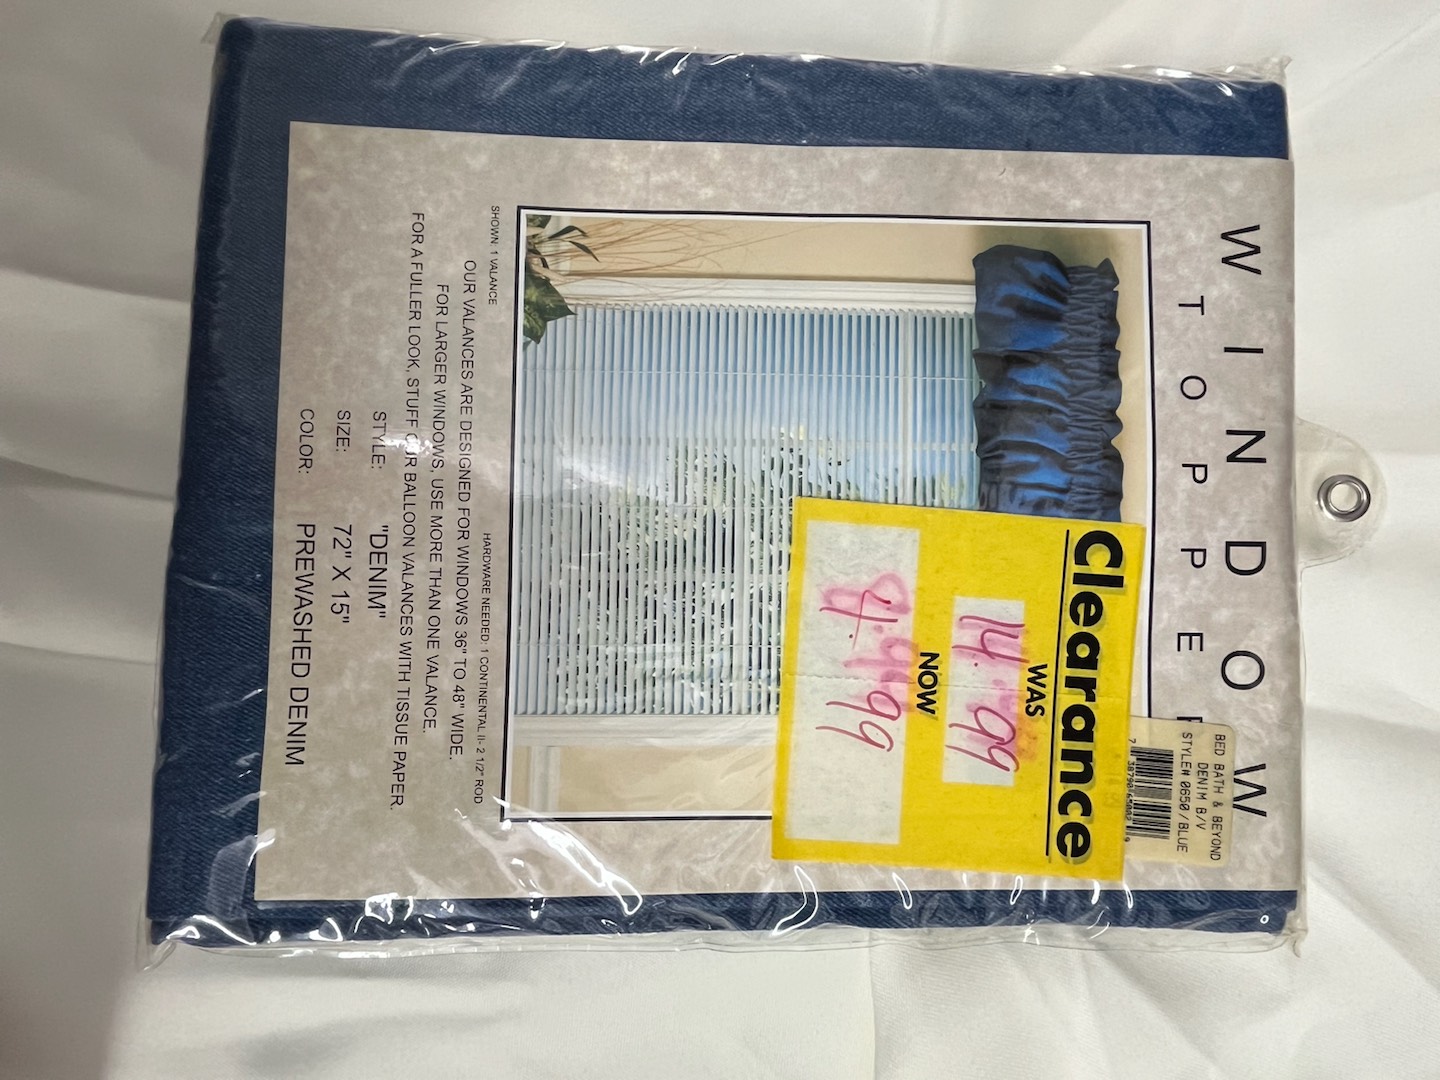 WINDOW
TOPPE
BED BATH & BEYOND
DENIM B/V
STYLE# 0650/BLUE
Clearance
WAS
14.99
NOW
4.99
SHOWN: 1 VALANCE
HARDWARE NEEDED: 1 CONTINENTAL II- 2 1/2" ROD
OUR VALANCES ARE DESIGNED FOR WINDOWS 36" TO 48" WIDE.
FOR LARGER WINDOWS, USE MORE THAN ONE VALANCE.
FOR A FULLER LOOK, STUFF OUR BALLOON VALANCES WITH TISSUE PAPER.
STYLE: "DENIM"
SIZE: 72" X 15"
COLOR: PREWASHED DENIM